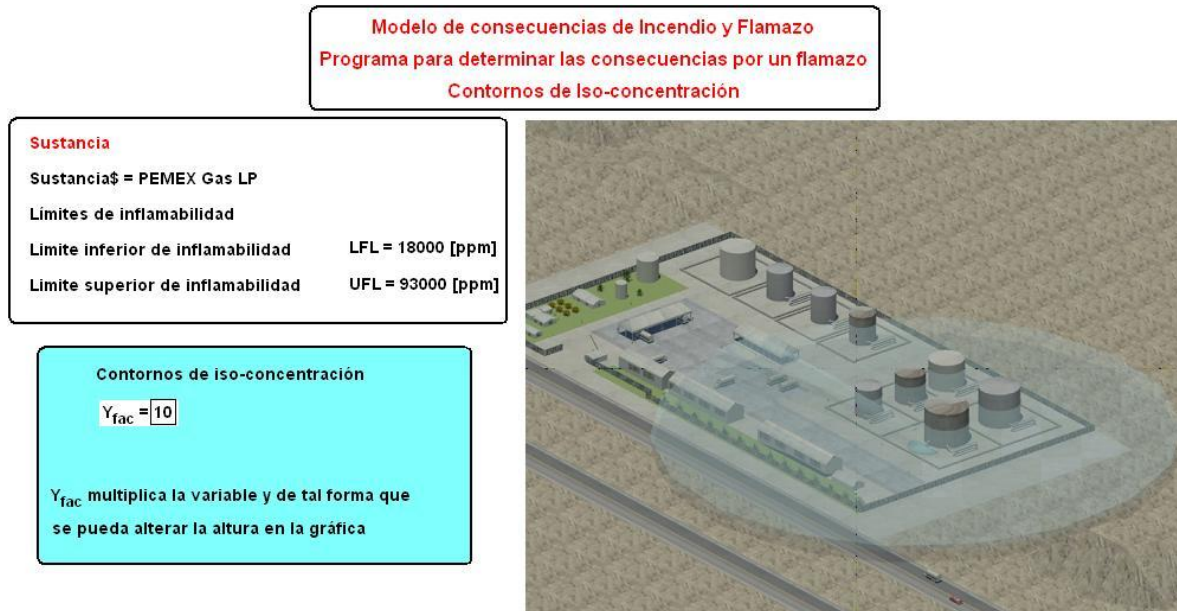 Modelo de consecuencias de Incendio y Flamazo
Programa para determinar las consecuencias por un flamazo
Contornos de Iso-concentración
Sustancia
Sustancia$ = PEMEX Gas LP
Límites de inflamabilidad
Limite inferior de inflamabilidad LFL = 18000 [ppm]
Limite superior de inflamabilidad UFL = 93000 [ppm]
Contornos de iso-concentración
Yfac = 10
Yfac multiplica la variable y de tal forma que
se pueda alterar la altura en la gráfica